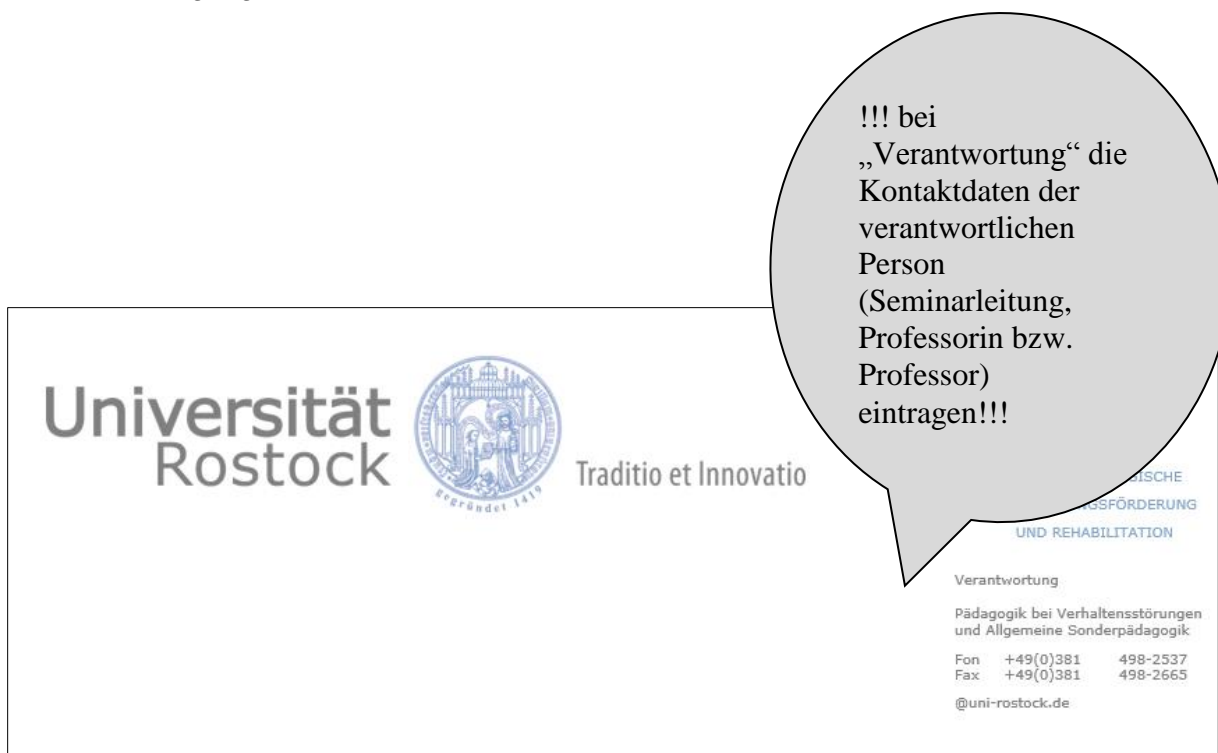 !!! bei
„Verantwortung“ die
Kontaktdaten der
verantwortlichen
Person
(Seminarleitung,
Professorin bzw.
Professor)
eintragen!!!
Universität
Rostock
gegründet 1419
Traditio et Innovatio
UND REHABILITATION
Verantwortung
Pädagogik bei Verhaltensstörungen
und Allgemeine Sonderpädagogik
Fon +49(0)381 498-2537
Fax +49(0)381 498-2665
@uni-rostock.de